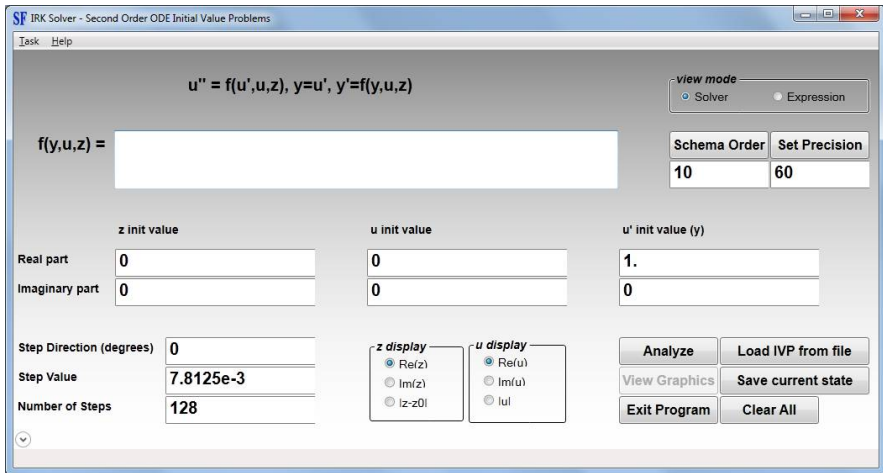 SF IRK Solver - Second Order ODE Initial Value Problems
Task Help
u'' = f(u',u,z), y=u', y'=f(y,u,z)
view mode
Solver Expression
f(y,u,z) =
Schema Order Set Precision
10 60
z init value u init value u' init value (y)
Real part 0 0 1.
Imaginary part 0 0 0
Step Direction (degrees) 0
Step Value 7.8125e-3
Number of Steps 128
z display
Re(z)
Im(z)
|z-z0|
u display
Re(u)
Im(u)
|u|
Analyze Load IVP from file
View Graphics Save current state
Exit Program Clear All